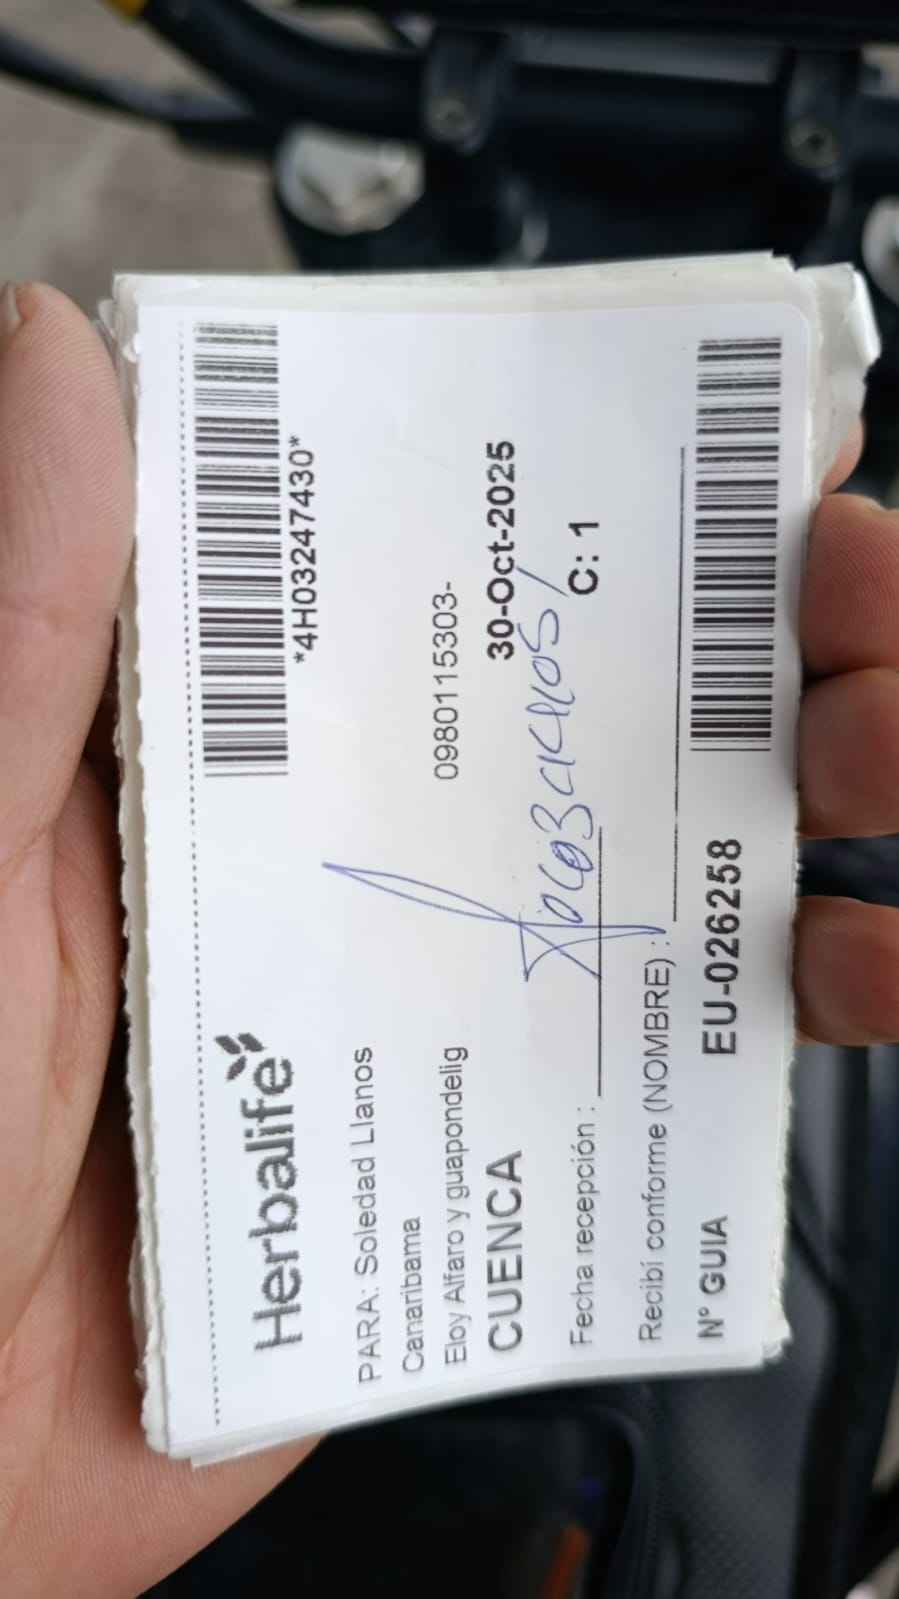 *4H03247430*
Herbalife
PARA: Soledad Llanos
Canaribama
0980115303-
Eloy Alfaro y guapondelig
CUENCA
30-Oct-2025
Fecha recepción :
C: 1
Recibí conforme (NOMBRE) :
N° GUIA EU-026258